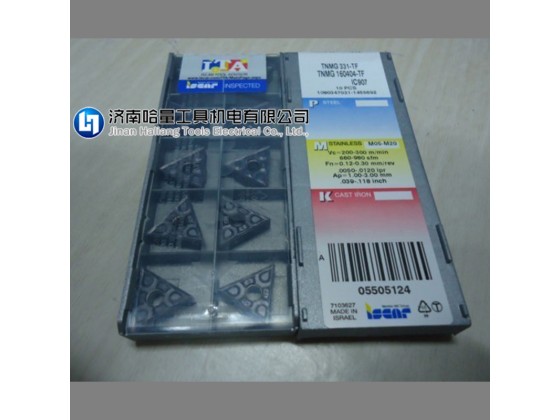 ITA
iscar INSPECTED
济南哈量工具机电有限公司
Jinan Haliang Tools Electrical Co., Ltd
TNMG 331-TF
TNMG 160404-TF
IC907
10 PCS
P STEEL
M STAINLESS M05-M20
Vc=200-300 m/min
660-980 sfm
Fn=0.12-0.30 mm/rev
.0050-.0120 ipr
Ap=1.00-3.00 mm
.039-.118 inch
K CAST IRON
A
05505124
7103627
MADE IN
ISRAEL
iscar